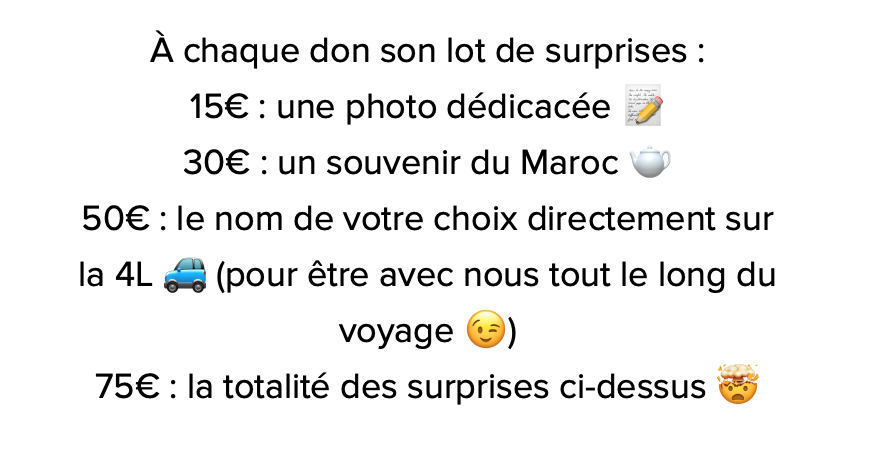 À chaque don son lot de surprises :
15€ : une photo dédicacée 📝
30€ : un souvenir du Maroc 🫖
50€ : le nom de votre choix directement sur
la 4L 🚙 (pour être avec nous tout le long du
voyage 😉)
75€ : la totalité des surprises ci-dessus 🤯